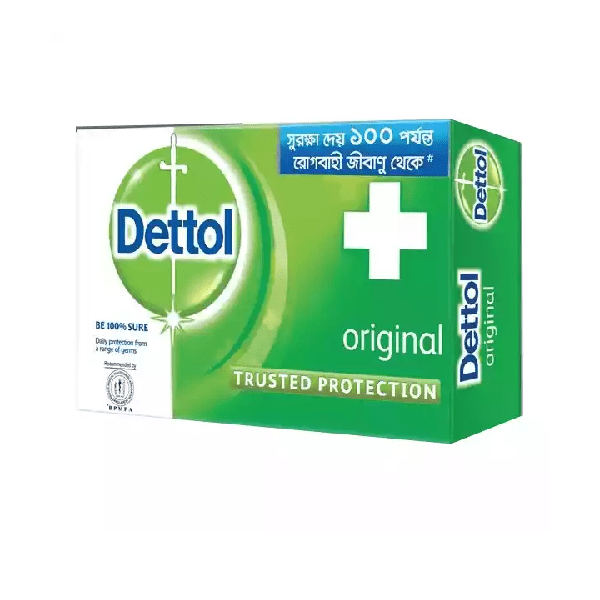 সুরক্ষা দেয় ১০০ পর্যন্ত
রোগবাহী জীবাণু থেকে#
Dettol
BE 100% SURE
Daily protection from
a range of germs
Recommended by
BPMPA
original
TRUSTED PROTECTION
Dettol
Dettol
original